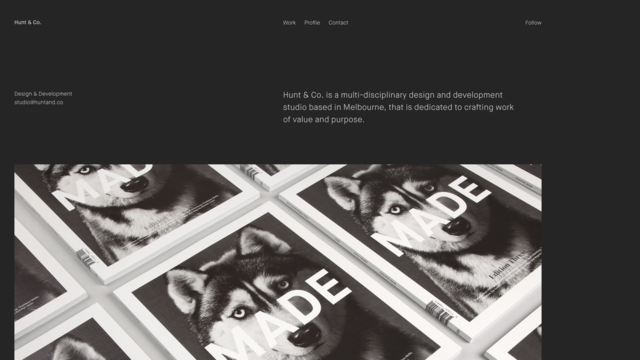 Hunt & Co.
Work Profile Contact
Follow
Design & Development
studio@huntand.co
Hunt & Co. is a multi-disciplinary design and development
studio based in Melbourne, that is dedicated to crafting work
of value and purpose.
MADE
MADE
MADE